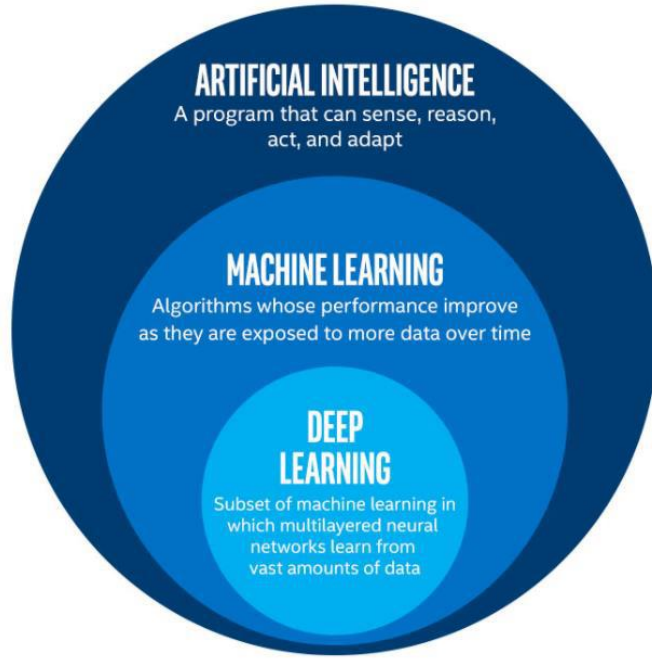 ARTIFICIAL INTELLIGENCE
A program that can sense, reason,
act, and adapt
MACHINE LEARNING
Algorithms whose performance improve
as they are exposed to more data over time
DEEP
LEARNING
Subset of machine learning in
which multilayered neural
networks learn from
vast amounts of data